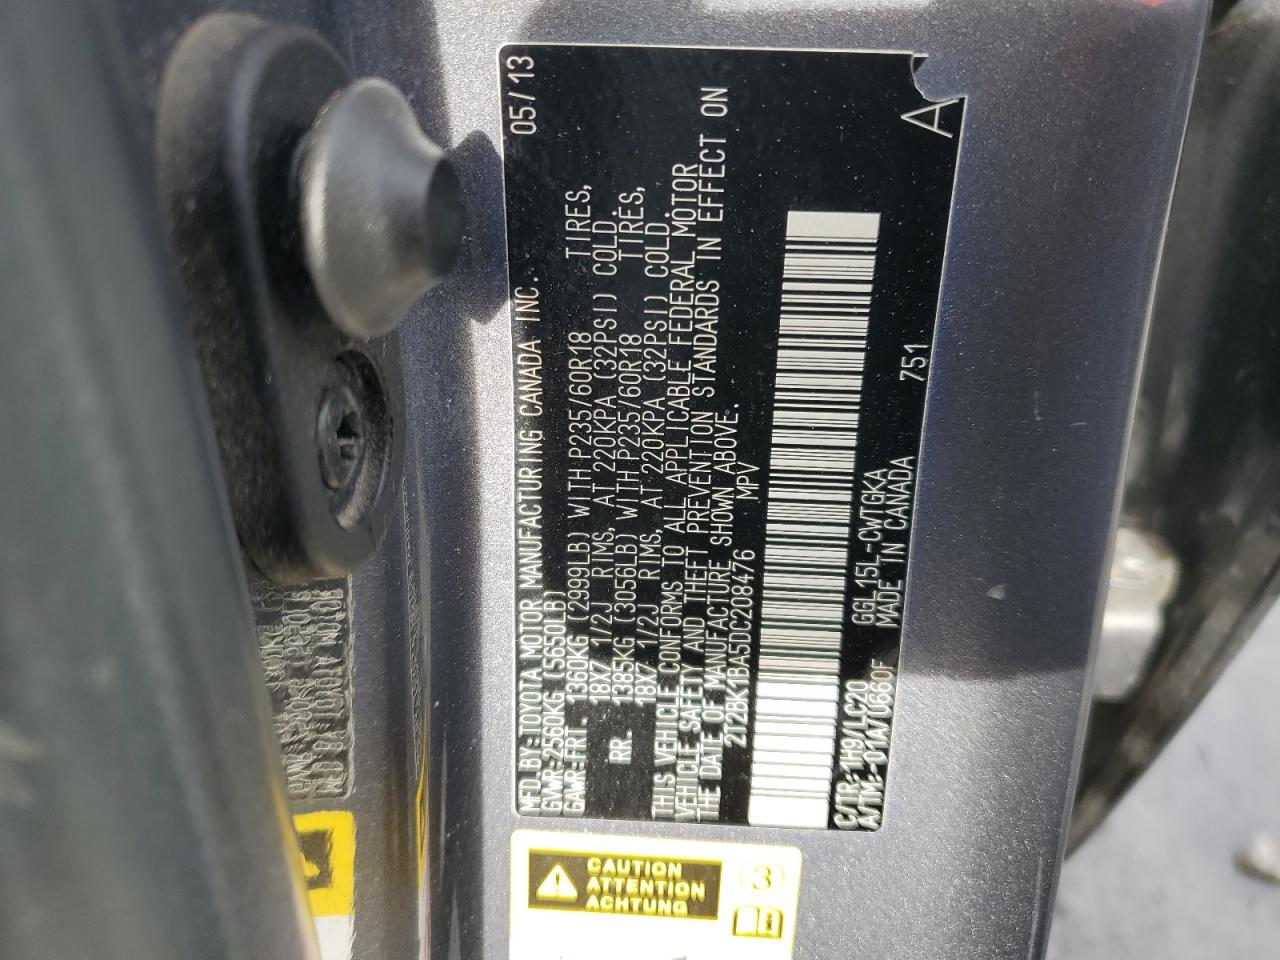 MFD.BY:TOYOTA MOTOR MANUFACTURING CANADA INC. 05/13
GVWR-2560KG (5650LB)
GAWR-FRT- 1360KG (2999LB) WITH P235/60R18 TIRES,
18X7 1/2J RIMS, AT 220KPA (32PSI) COLD.
RR. 1385KG (3056LB) WITH P235/60R18 TIRES,
18X7 1/2J RIMS, AT 220KPA (32PSI) COLD.
THIS VEHICLE CONFORMS TO ALL APPLICABLE FEDERAL MOTOR
VEHICLE SAFETY AND THEFT PREVENTION STANDARDS IN EFFECT ON
THE DATE OF MANUFACTURE SHOWN ABOVE.
2T2BK1BA5DC208476 MPV
C/TR:1H9/LC20 GGL15L-CWTGKA
A/TM:-01A/U660F MADE IN CANADA 751 A
CAUTION
ATTENTION
ACHTUNG
3